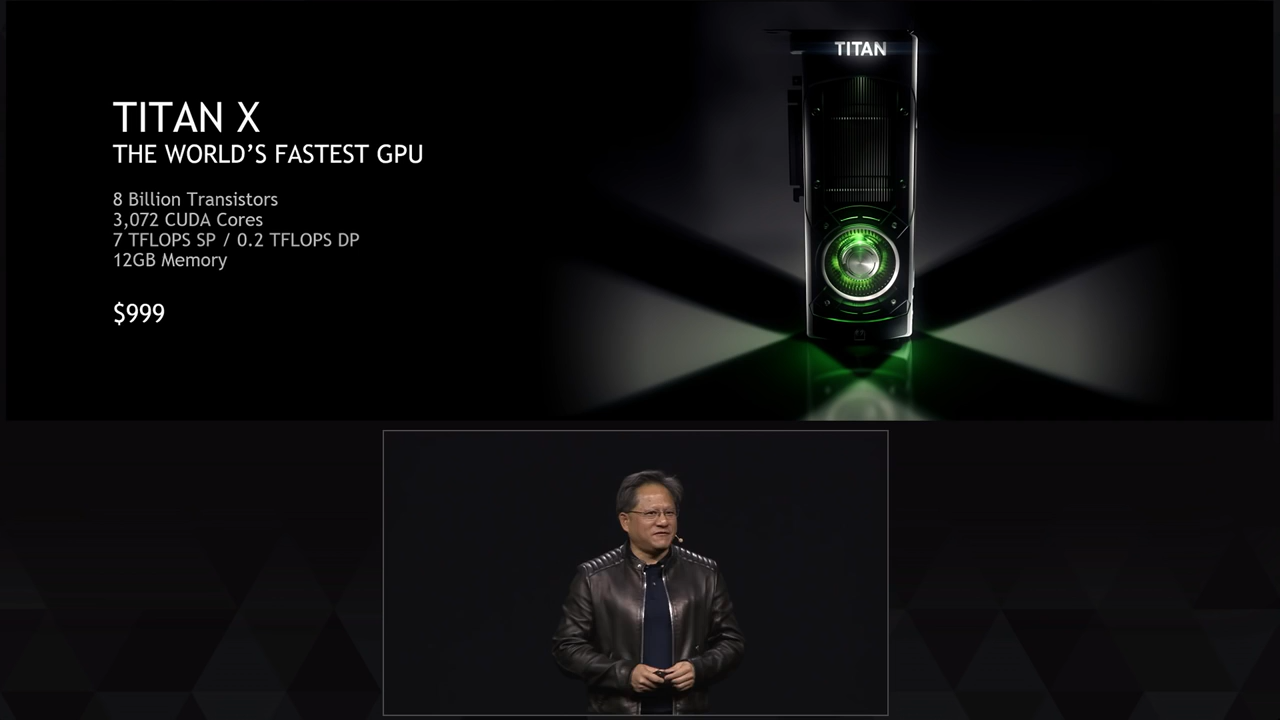 TITAN
TITAN X
THE WORLD'S FASTEST GPU
8 Billion Transistors
3,072 CUDA Cores
7 TFLOPS SP / 0.2 TFLOPS DP
12GB Memory
$999